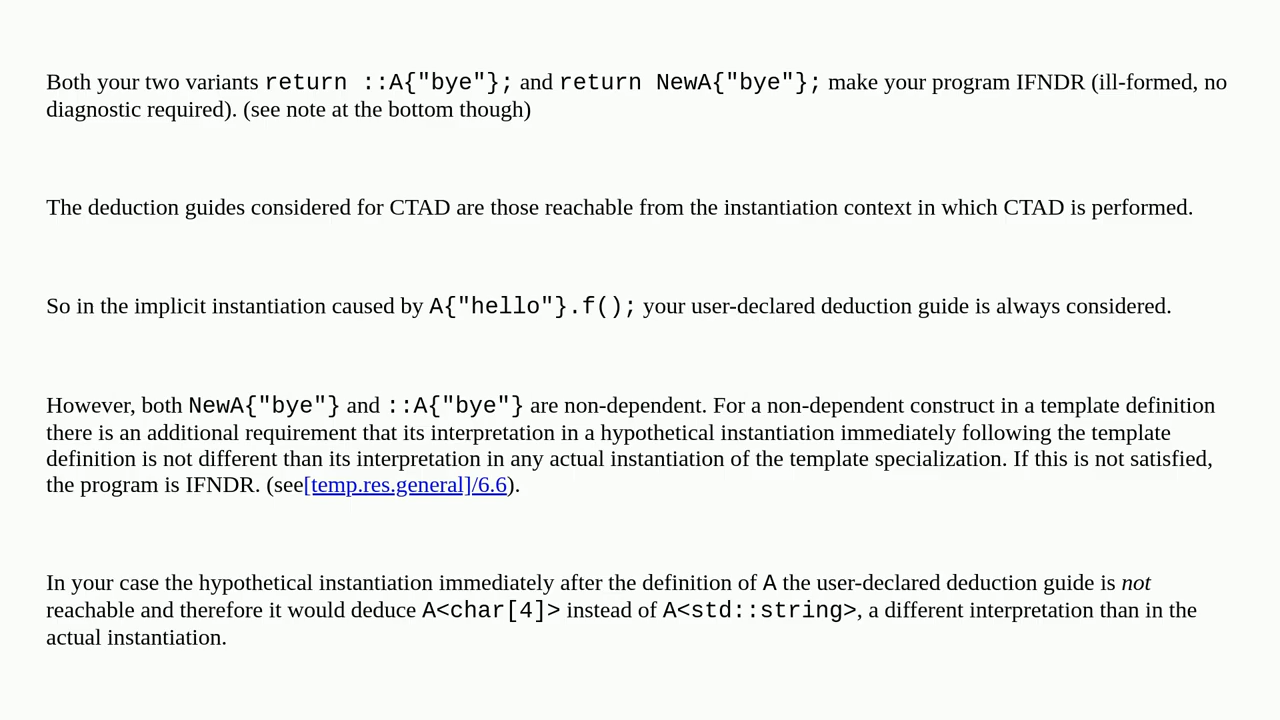 Both your two variants return ::A{"bye"}; and return NewA{"bye"}; make your program IFNDR (ill-formed, no
diagnostic required). (see note at the bottom though)
The deduction guides considered for CTAD are those reachable from the instantiation context in which CTAD is performed.
So in the implicit instantiation caused by A{"hello"}.f(); your user-declared deduction guide is always considered.
However, both NewA{"bye"} and ::A{"bye"} are non-dependent. For a non-dependent construct in a template definition
there is an additional requirement that its interpretation in a hypothetical instantiation immediately following the template
definition is not different than its interpretation in any actual instantiation of the template specialization. If this is not satisfied,
the program is IFNDR. (see[temp.res.general]/6.6).
In your case the hypothetical instantiation immediately after the definition of A the user-declared deduction guide is not
reachable and therefore it would deduce A<char[4]> instead of A<std::string>, a different interpretation than in the
actual instantiation.